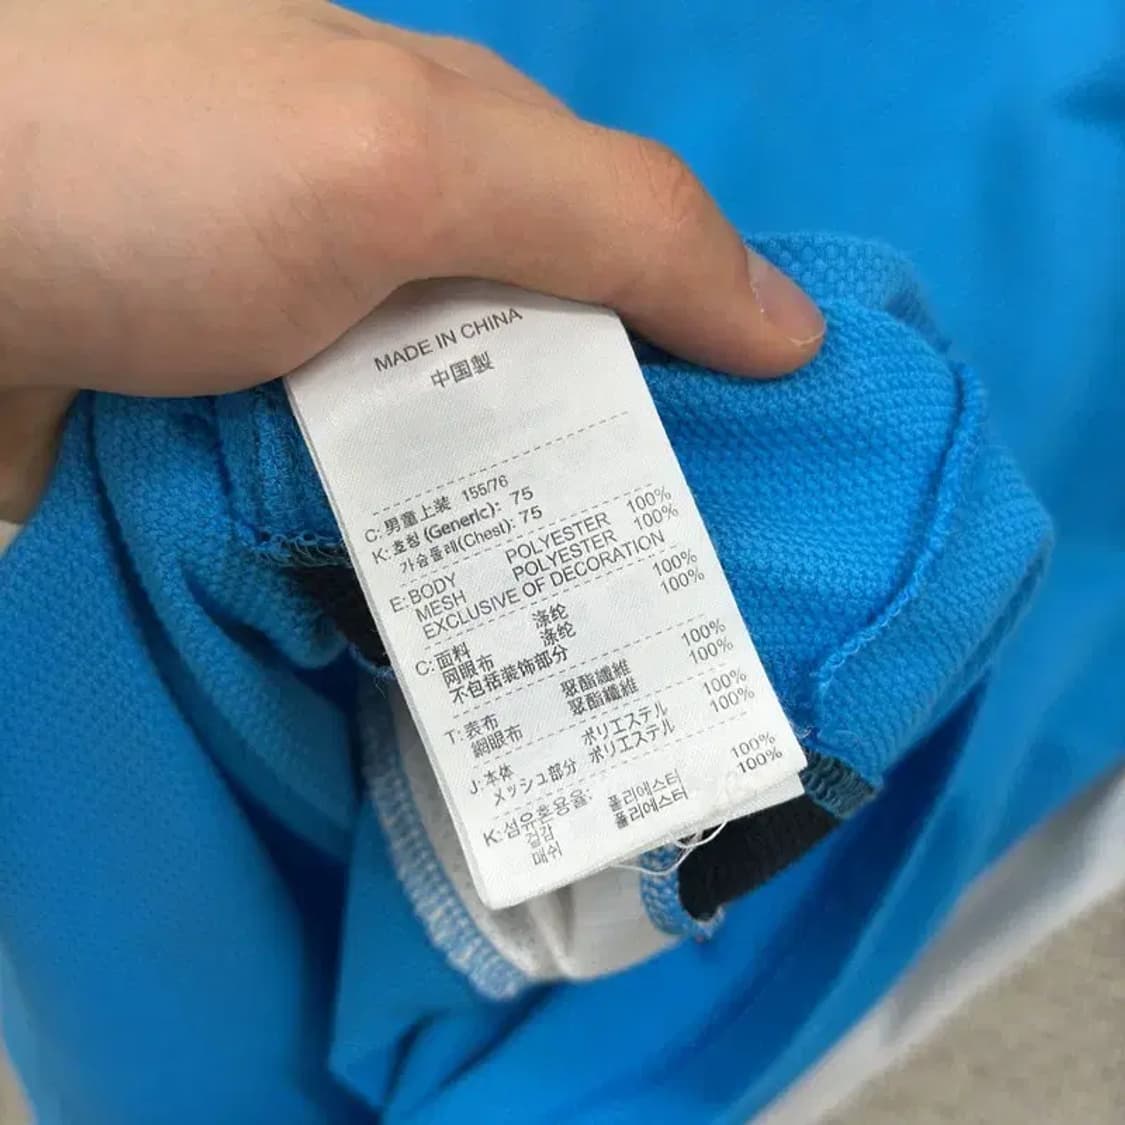 MADE IN CHINA
中国製
C: 男童上装 155/76
K: 호칭 (Generic): 75
가슴둘레(Chest): 75
E: BODY POLYESTER 100%
MESH POLYESTER 100%
EXCLUSIVE OF DECORATION
C: 面料 涤纶 100%
网眼布 涤纶 100%
不包括装饰部分
T: 表布 聚酯纖維 100%
網眼布 聚酯纖維 100%
J: 本体 ポリエステル 100%
メッシュ部分 ポリエステル 100%
K: 섬유혼용율:
겉감 폴리에스터 100%
매쉬 폴리에스터 100%